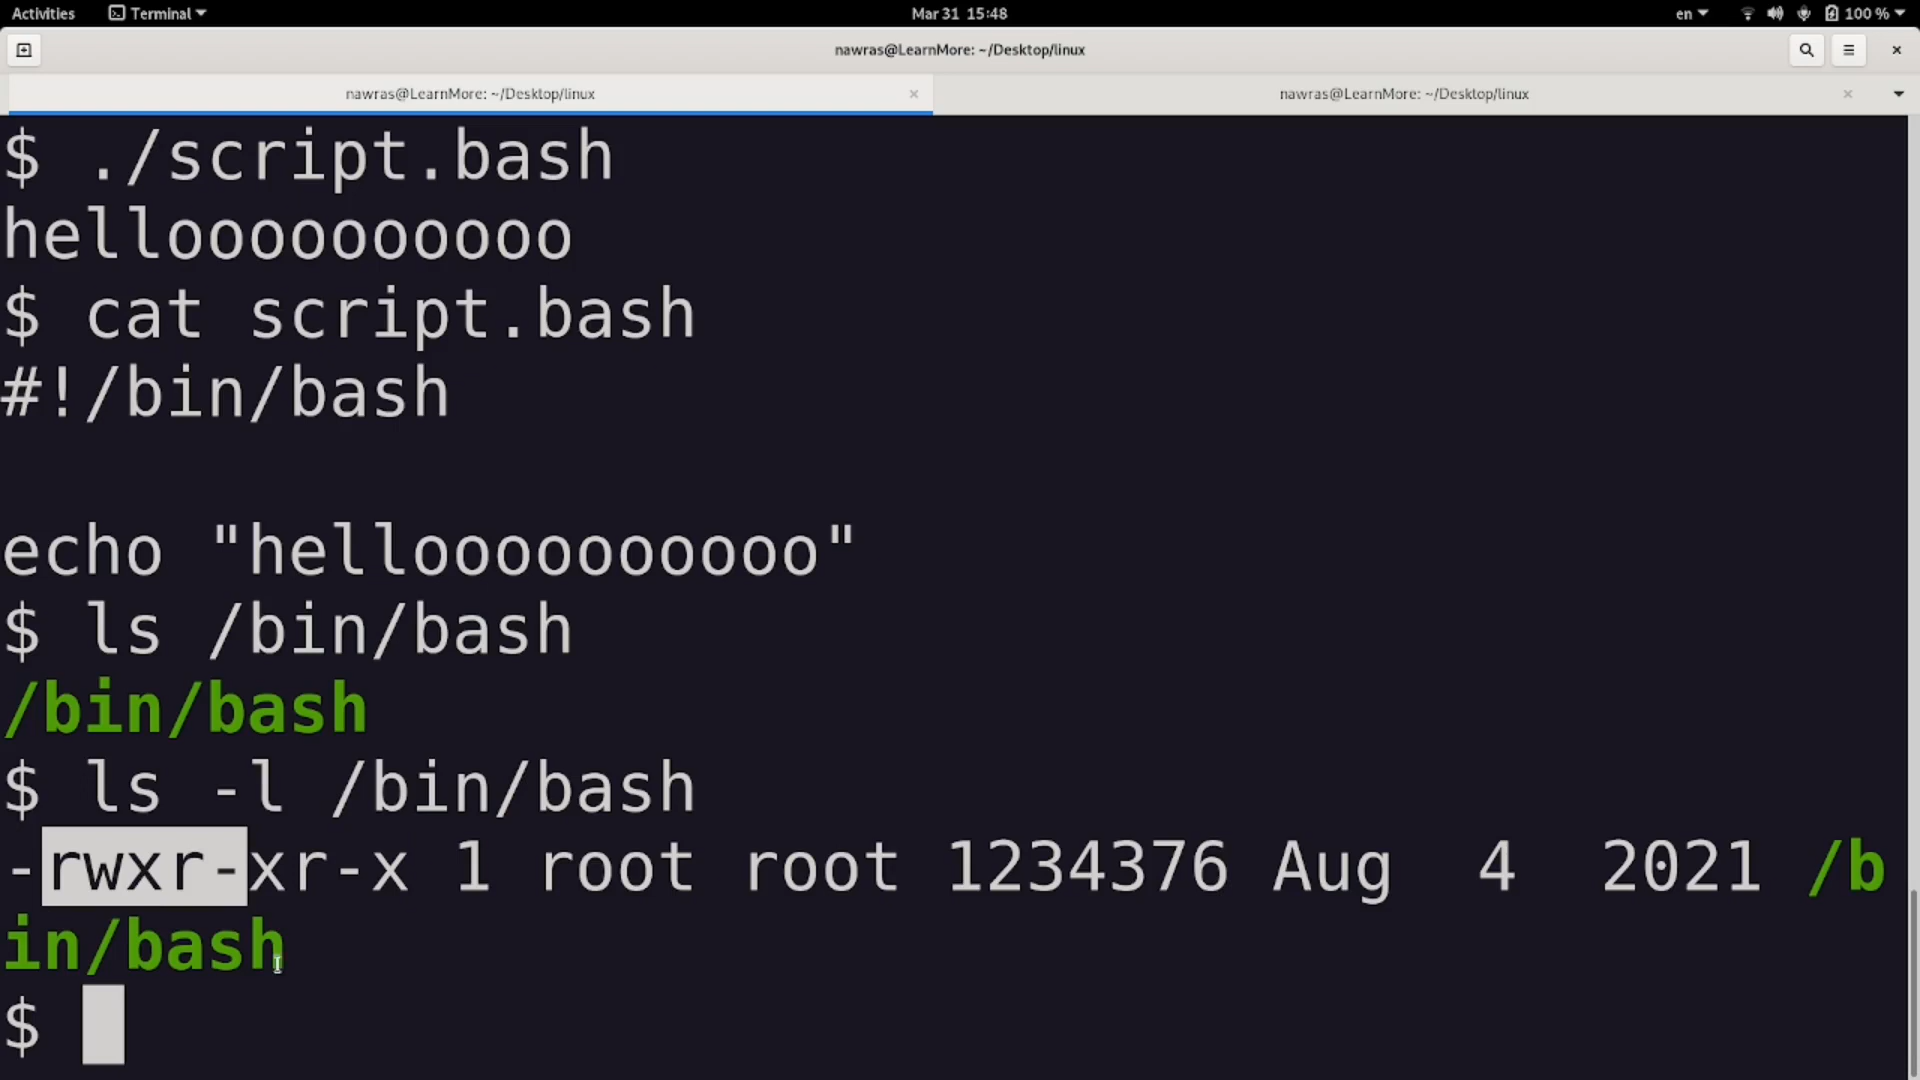 Activities Terminal Mar 31 15:48 en 100 %
nawras@LearnMore: ~/Desktop/linux
nawras@LearnMore: ~/Desktop/linux nawras@LearnMore: ~/Desktop/linux
$ ./script.bash
helloooooooooo
$ cat script.bash
#!/bin/bash
echo "helloooooooooo"
$ ls /bin/bash
/bin/bash
$ ls -l /bin/bash
-rwxr-xr-x 1 root root 1234376 Aug  4  2021 /b
in/bash
$